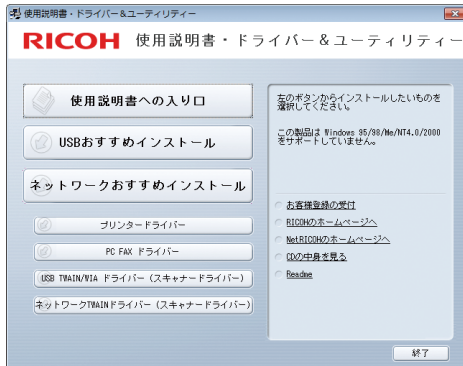 使用説明書・ドライバー&ユーティリティー
RICOH 使用説明書・ドライバー&ユーティリティー
使用説明書への入り口
USBおすすめインストール
ネットワークおすすめインストール
プリンタードライバー
PC FAX ドライバー
USB TWAIN/WIA ドライバー (スキャナードライバー)
ネットワークTWAINドライバー (スキャナードライバー)
左のボタンからインストールしたいものを
選択してください。
この製品は Windows 95/98/Me/NT4.0/2000
をサポートしていません。
お客様登録の受付
RICOHのホームページへ
NetRICOHのホームページへ
CDの中身を見る
Readme
終了